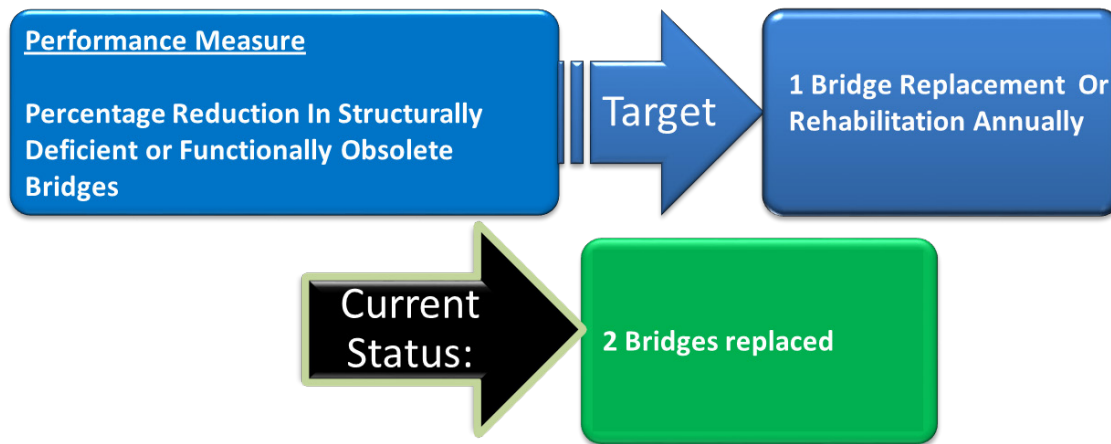 Performance Measure
Percentage Reduction In Structurally
Deficient or Functionally Obsolete
Bridges
Target
1 Bridge Replacement Or
Rehabilitation Annually
Current
Status:
2 Bridges replaced